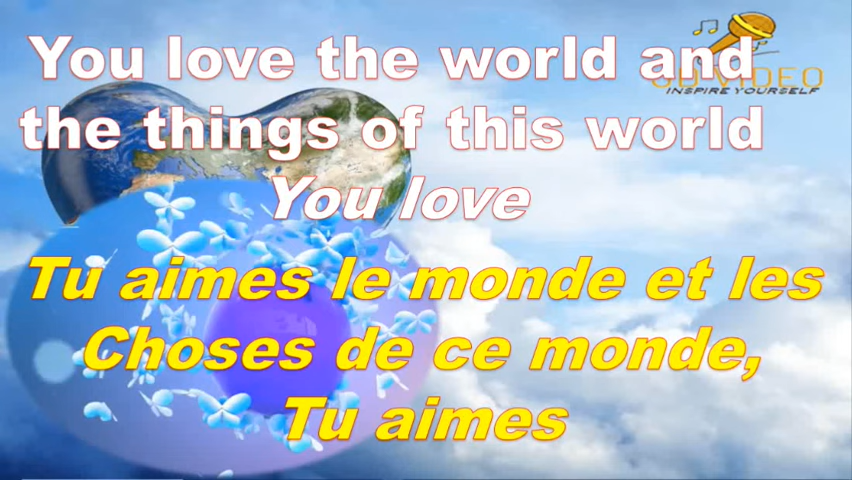 You love the world and
the things of this world
You love
Tu aimes le monde et les
Choses de ce monde,
Tu aimes
VIDEO
INSPIRE YOURSELF